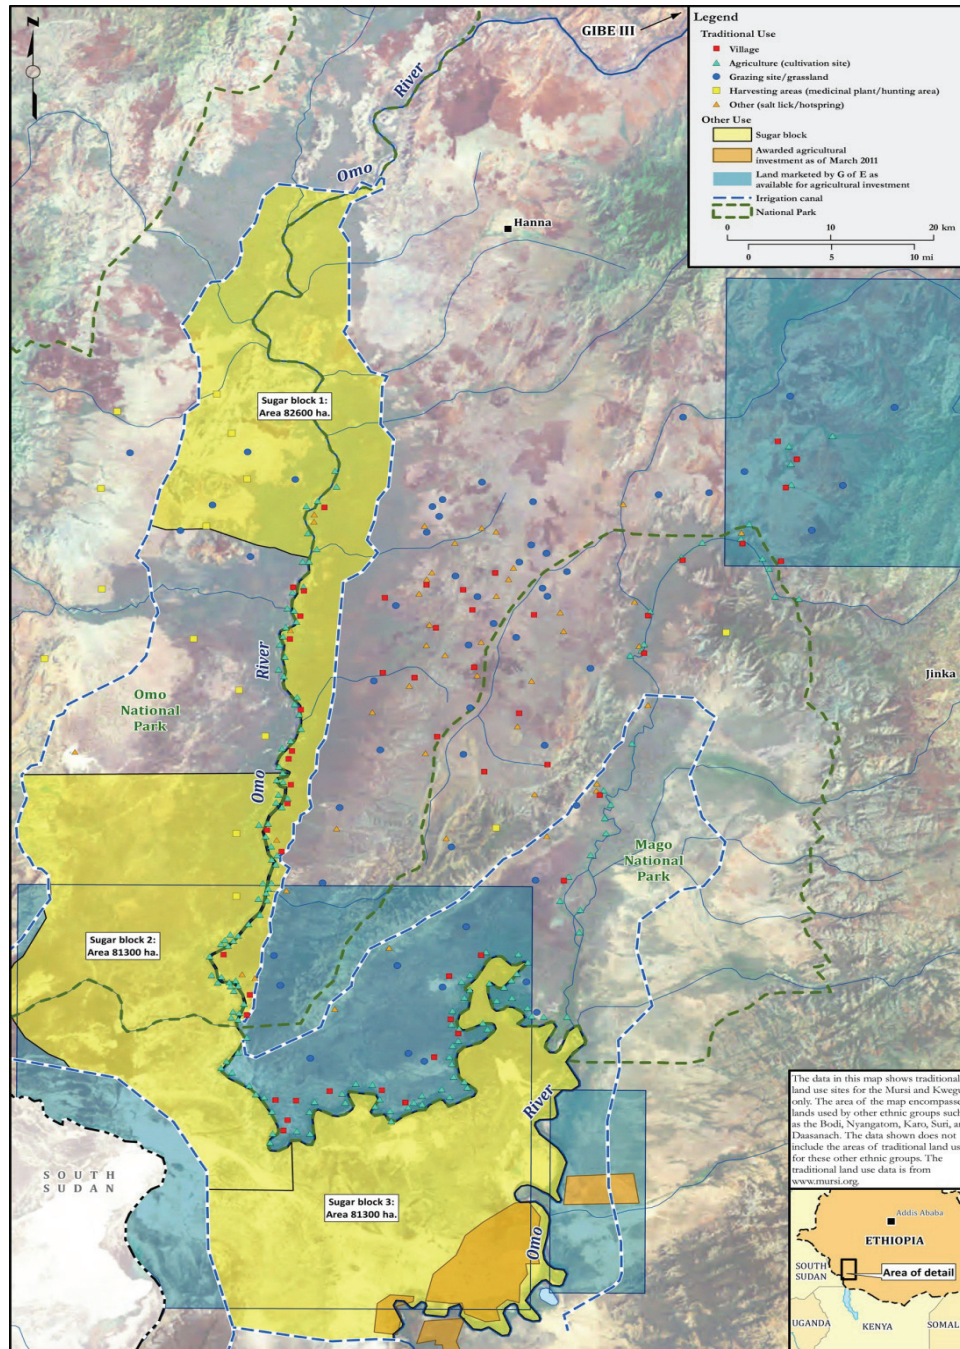 N
GIBE III
River
Omo
Hanna
Legend
Traditional Use
Village
Agriculture (cultivation site)
Grazing site/grassland
Harvesting areas (medicinal plant/hunting area)
Other (salt lick/hotspring)
Other Use
Sugar block
Awarded agricultural
investment as of March 2011
Land marketed by G of E as
available for agricultural investment
Irrigation canal
National Park
0 10 20 km
0 5 10 mi
Sugar block 1:
Area 82600 ha.
River
Omo
National
Park
Jinka
Omo
Mago
National
Park
Sugar block 2:
Area 81300 ha.
River
SOUTH
SUDAN
Sugar block 3:
Area 81300 ha.
Omo
The data in this map shows traditional
land use sites for the Mursi and Kwegu
only. The area of the map encompasse
lands used by other ethnic groups such
as the Bodi, Nyangatom, Karo, Suri, an
Daasanach. The data shown does not
include the areas of traditional land us
for these other ethnic groups. The
traditional land use data is from
www.mursi.org.
Addis Ababa
ETHIOPIA
SOUTH
SUDAN
Area of detail
UGANDA
KENYA
SOMAL